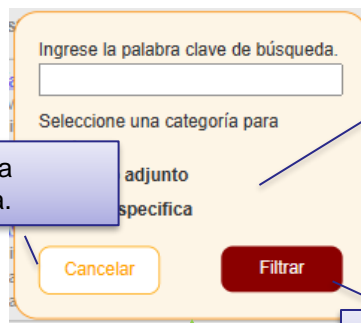 Ingrese la palabra clave de búsqueda.
Seleccione una categoría para
a
adjunto
a.
specifica
Cancelar
Filtrar